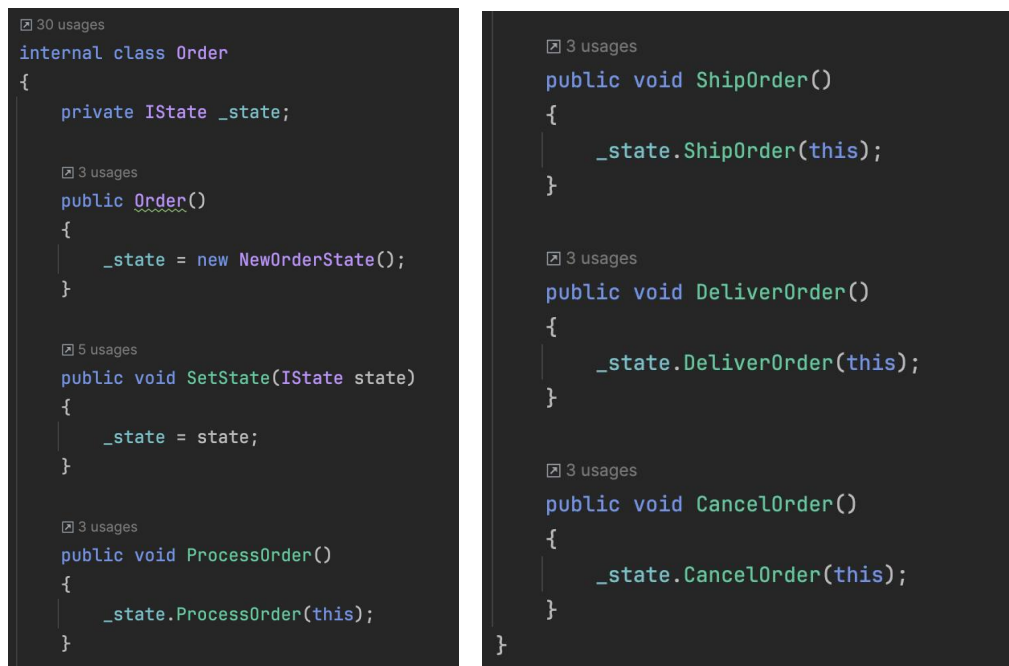 30 usages
internal class Order
{
private IState _state;
3 usages
public Order()
{
_state = new NewOrderState();
}
5 usages
public void SetState(IState state)
{
_state = state;
}
3 usages
public void ProcessOrder()
{
_state.ProcessOrder(this);
}
3 usages
public void ShipOrder()
{
_state.ShipOrder(this);
}
3 usages
public void DeliverOrder()
{
_state.DeliverOrder(this);
}
3 usages
public void CancelOrder()
{
_state.CancelOrder(this);
}
}